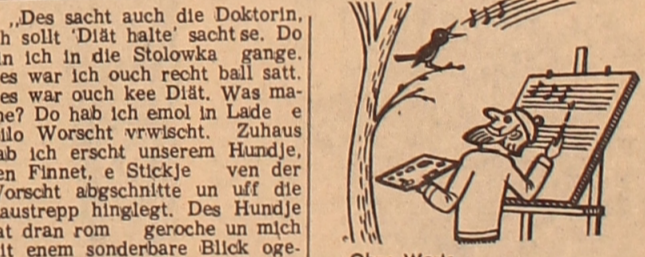 „Des sacht auch die Doktorin,
h sollt 'Diät halte' sacht se. Do
n ich in die Stolowka gange.
es war ich ouch recht ball satt.
es war ouch kee Diät. Was ma-
e? Do hab ich emol in Lade e
ilo Worscht vrwischt. Zuhaus
ab ich erscht unserem Hundje,
en Finnet, e Stickje ven der
Vorscht abgschnitte un uff die
austrepp hinglegt. Des Hundje
at dran rom geroche un mich
it enem sonderbare Blick oge-